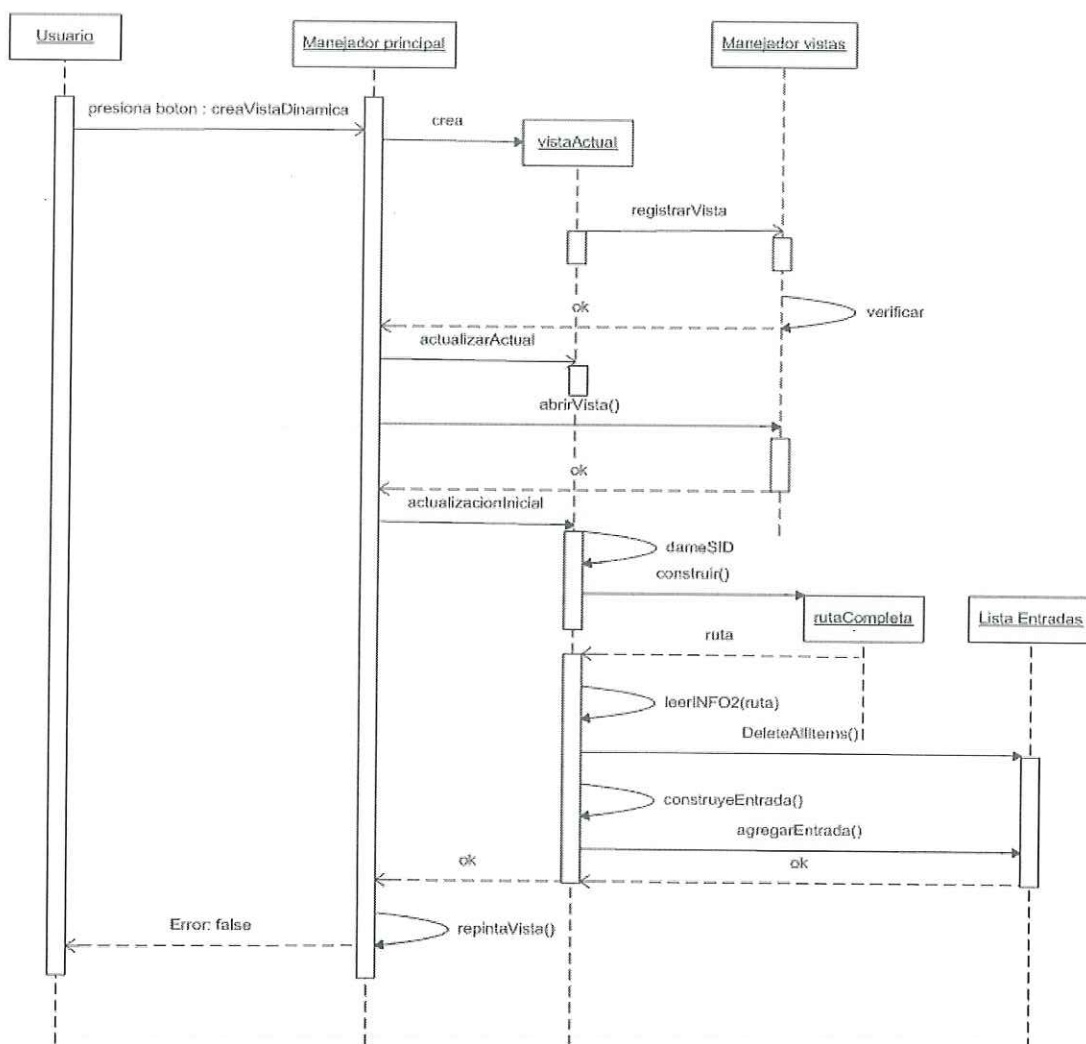 Usuario
Manejador principal
Manejador vistas
presiona boton : creaVistaDinamica
crea
vistaActual
registrarVista
ok
verificar
actualizarActual
abrirVista()
ok
actualizacionInicial
dameSID
construir()
rutaCompleta
Lista Entradas
ruta
leerINFO2(ruta)
DeleteAllItems()
construyeEntrada()
agregarEntrada()
ok
ok
Error: false
repintaVista()